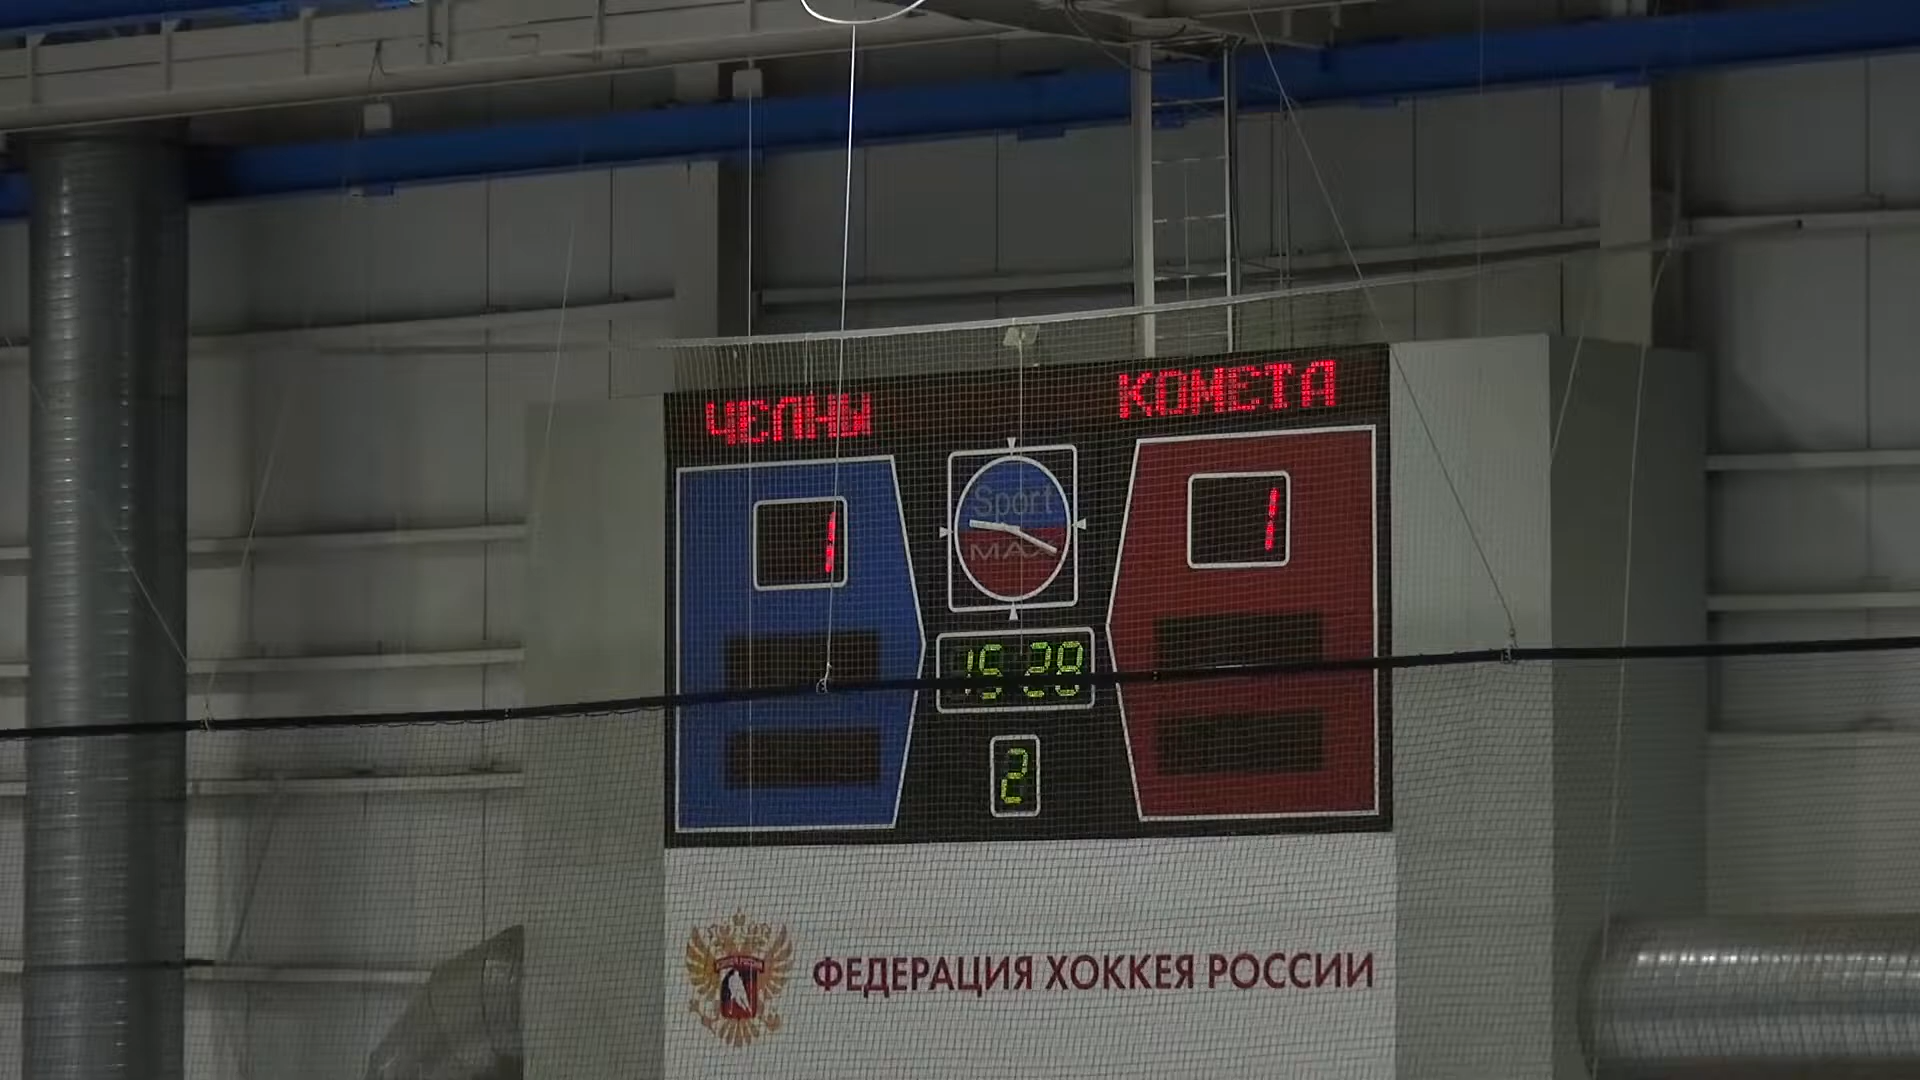 ЧЕЛНЫ КОМЕТА
1 Sport 1
MAX
15 28
2
ФЕДЕРАЦИЯ ХОККЕЯ РОССИИ